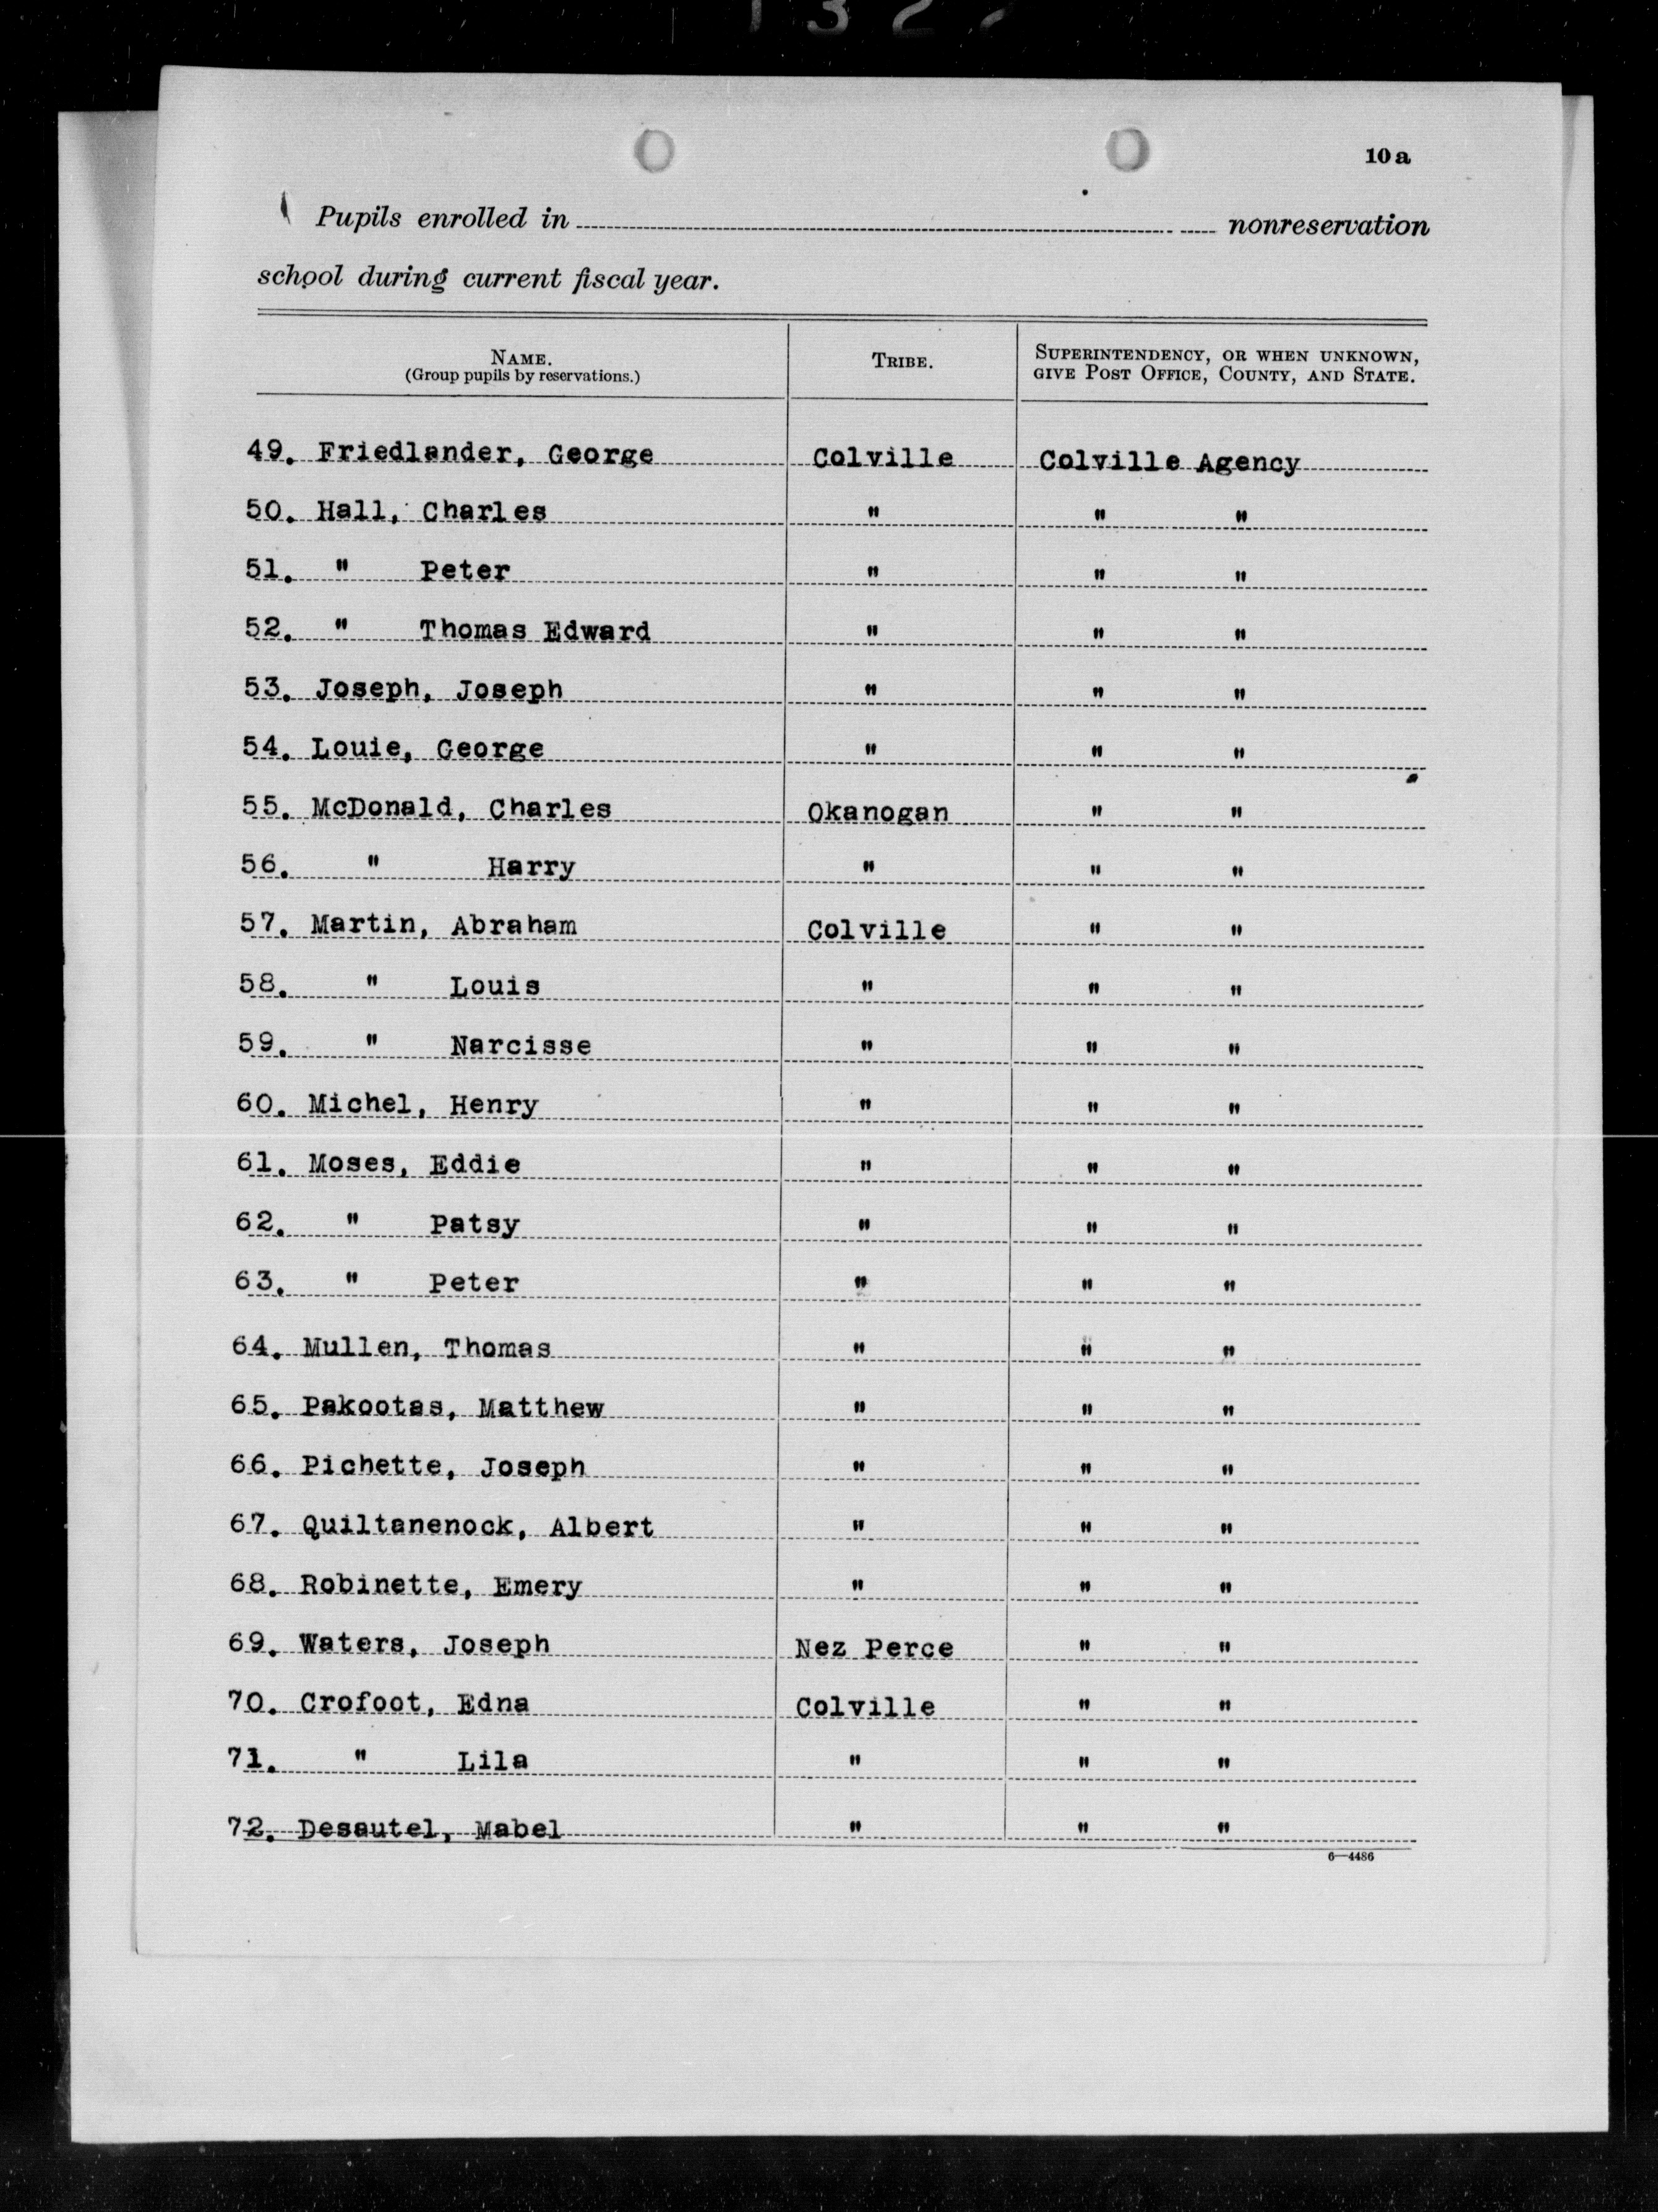 132
10 a
Pupils enrolled in nonreservation
school during current fiscal year.
NAME. TRIBE. SUPERINTENDENCY, OR WHEN UNKNOWN,
(Group pupils by reservations.) GIVE POST OFFICE, COUNTY, AND STATE.
49. Friedlander, George Colville Colville Agency
50. Hall, Charles " " "
51. " Peter " " "
52. " Thomas Edward " " "
53. Joseph, Joseph " " "
54. Louie, George " " "
55. McDonald, Charles Okanogan " "
56. " Harry " " "
57. Martin, Abraham Colville " "
58. " Louis " " "
59. " Narcisse " " "
60. Michel, Henry " " "
61. Moses, Eddie " " "
62. " Patsy " " "
63. " Peter " " "
64. Mullen, Thomas " " "
65. Pakootas, Matthew " " "
66. Pichette, Joseph " " "
67. Quiltanenock, Albert " " "
68. Robinette, Emery " " "
69. Waters, Joseph Nez Perce " "
70. Crofoot, Edna Colville " "
71. " Lila " " "
72. Desautel, Mabel " " "
6—4486